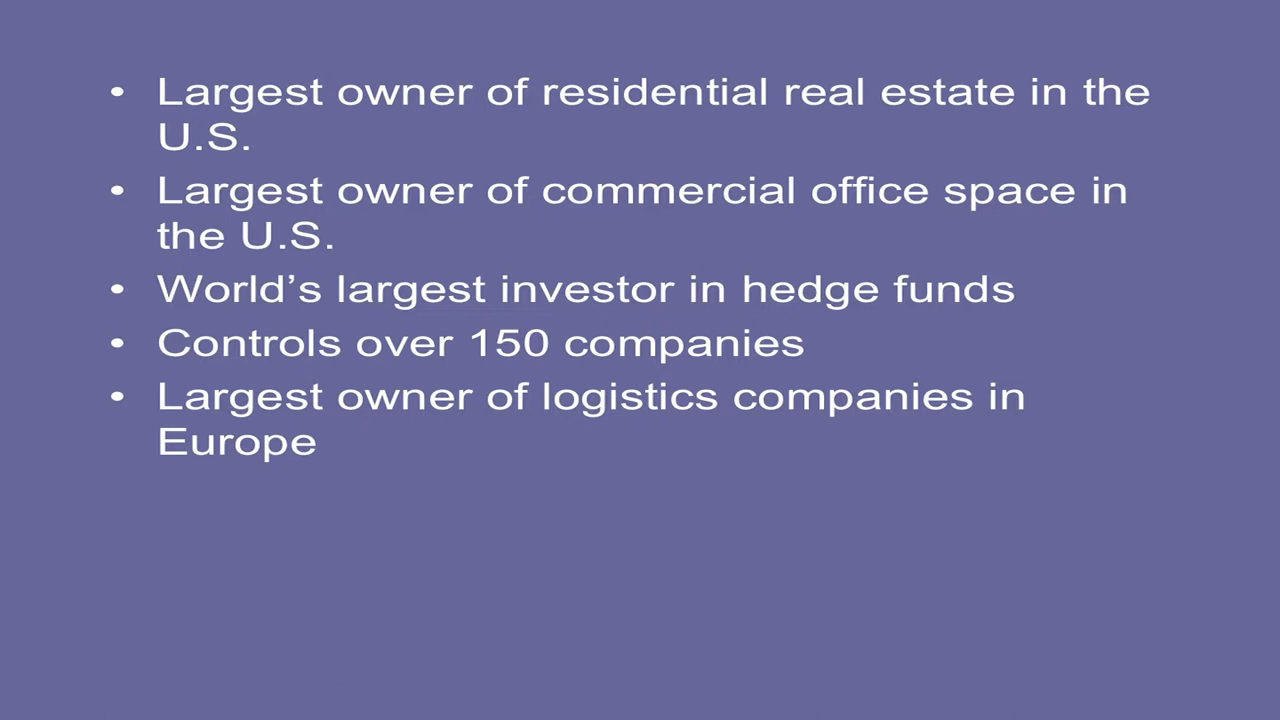 • Largest owner of residential real estate in the
U.S.
• Largest owner of commercial office space in
the U.S.
• World’s largest investor in hedge funds
• Controls over 150 companies
• Largest owner of logistics companies in
Europe